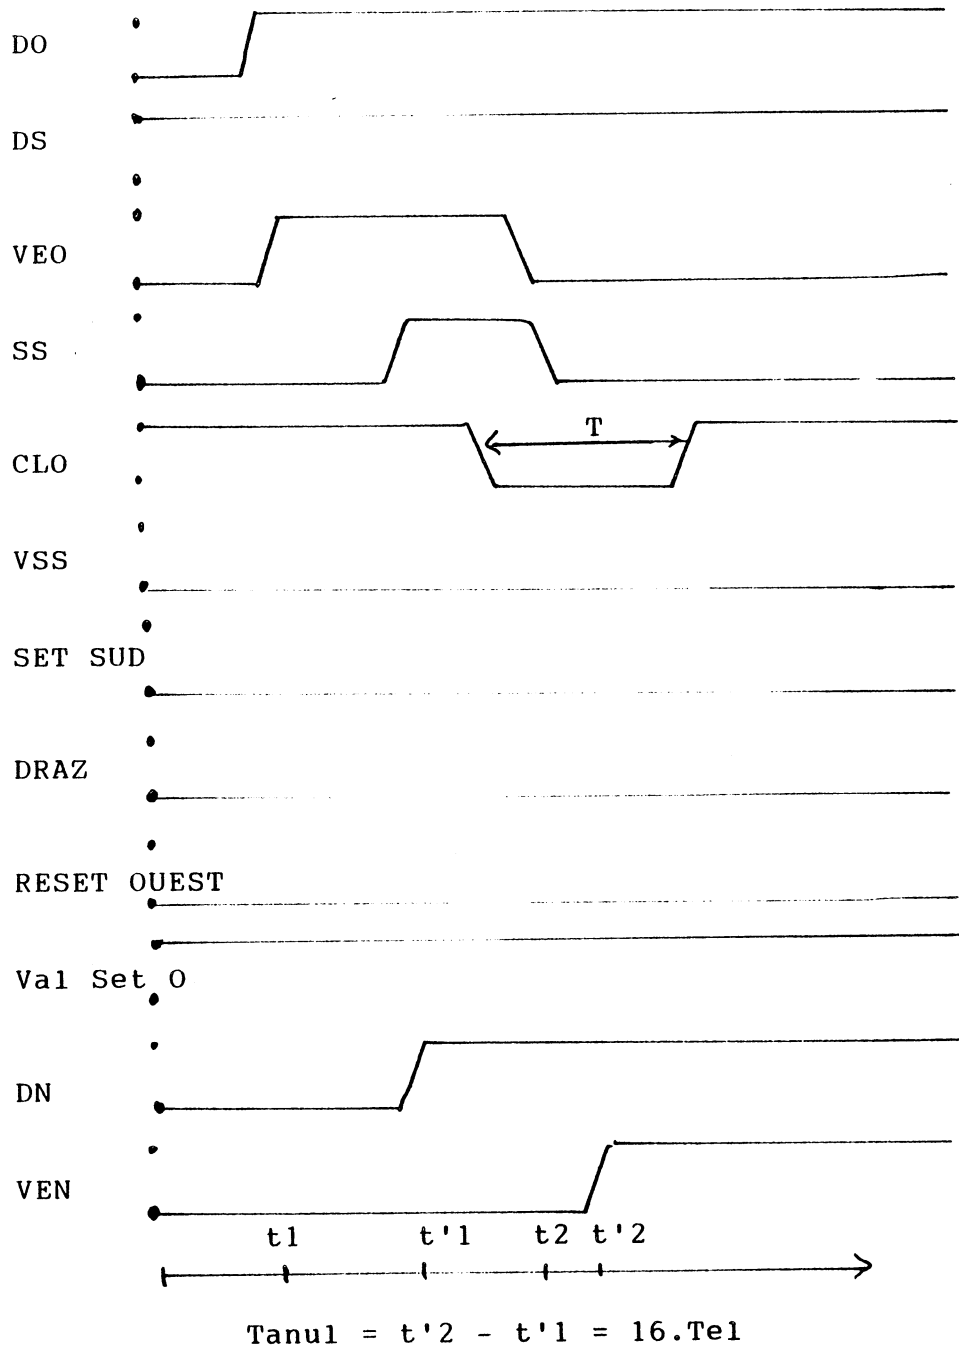 DO
DS
VEO
SS
T
CLO
VSS
SET SUD
DRAZ
RESET OUEST
Val Set O
DN
VEN
t1 t'1 t2 t'2
Tanul = t'2 - t'1 = 16.Tel